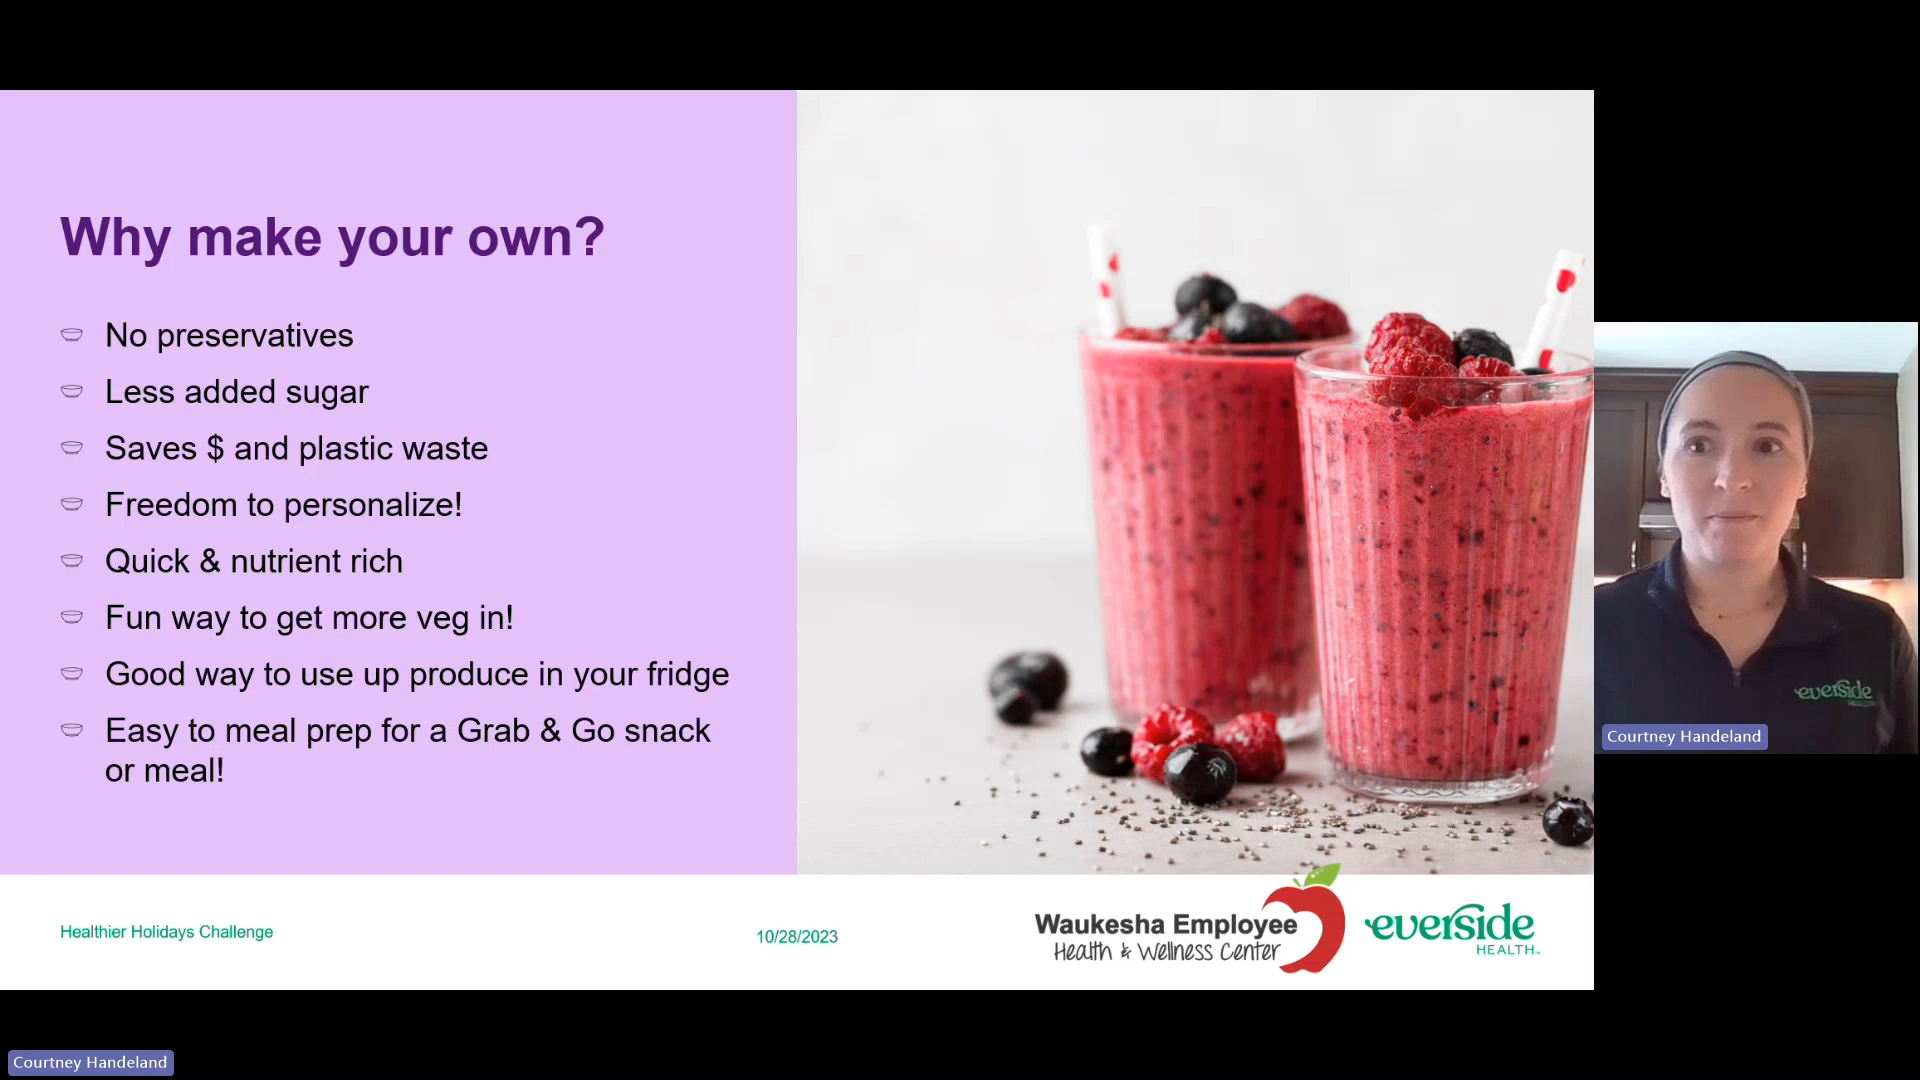 Why make your own?
No preservatives
Less added sugar
Saves $ and plastic waste
Freedom to personalize!
Quick & nutrient rich
Fun way to get more veg in!
Good way to use up produce in your fridge
Easy to meal prep for a Grab & Go snack
or meal!
Healthier Holidays Challenge
10/28/2023
Waukesha Employee
Health & Wellness Center
everside
HEALTH™
everside
HEALTH
Courtney Handeland
Courtney Handeland